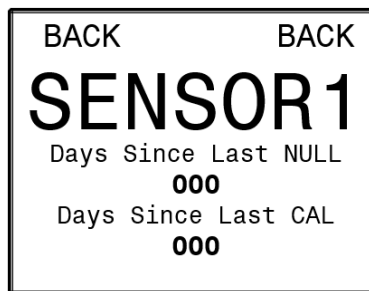 BACK BACK
SENSOR1
Days Since Last NULL
000
Days Since Last CAL
000